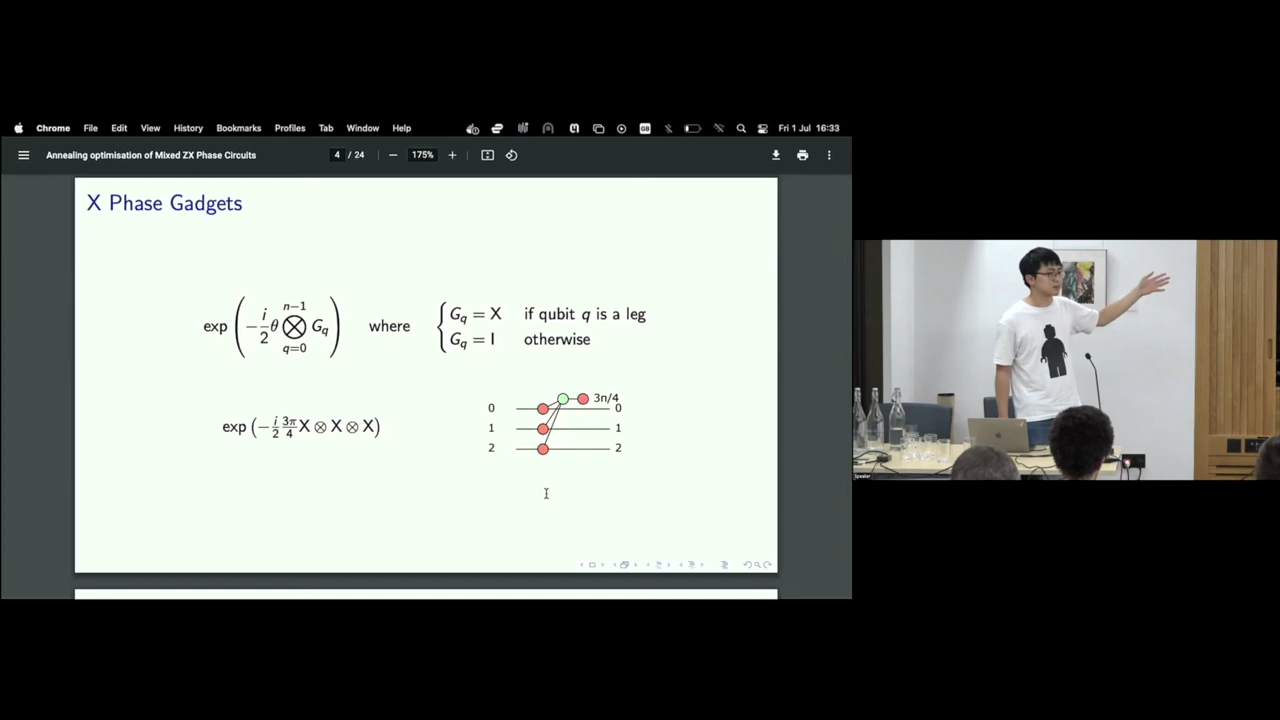 Chrome File Edit View History Bookmarks Profiles Tab Window Help GB Fri 1 Jul 16:33
Annealing optimisation of Mixed ZX Phase Circuits 4 / 24 − 175% +
X Phase Gadgets
exp(−i/2 θ ⨂_{q=0}^{n−1} G_q) where { G_q = X if qubit q is a leg
G_q = I otherwise
3π/4
0 0
exp(−i/2 3π/4 X ⊗ X ⊗ X) 1 1
2 2
Speaker